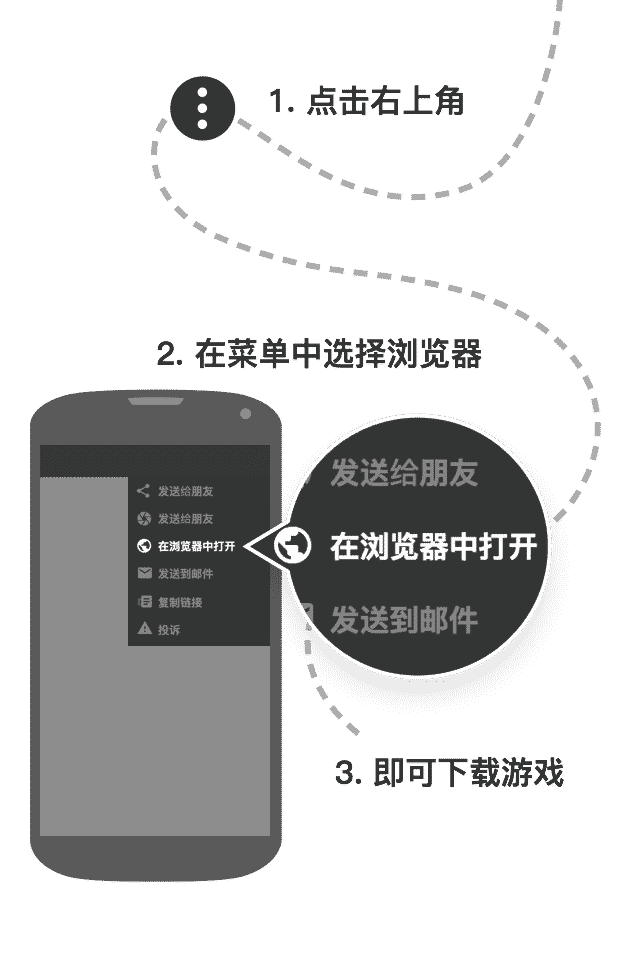 1. 点击右上角
2. 在菜单中选择浏览器
发送给朋友
发送给朋友
在浏览器中打开
发送到邮件
复制链接
投诉
发送给朋友
在浏览器中打开
发送到邮件
3. 即可下载游戏